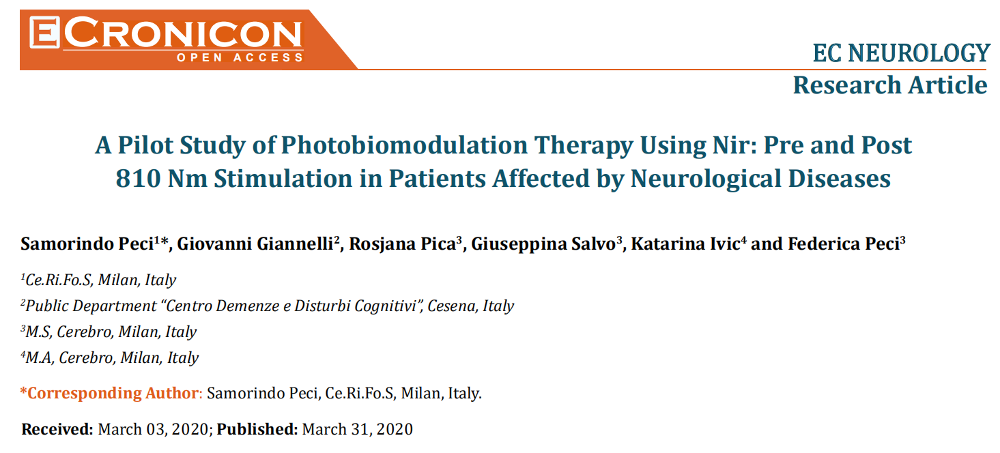 ECRONICON
OPEN ACCESS
EC NEUROLOGY
Research Article
A Pilot Study of Photobiomodulation Therapy Using Nir: Pre and Post
810 Nm Stimulation in Patients Affected by Neurological Diseases
Samorindo Peci1*, Giovanni Giannelli2, Rosjana Pica3, Giuseppina Salvo3, Katarina Ivic4 and Federica Peci3
1Ce.Ri.Fo.S, Milan, Italy
2Public Department “Centro Demenze e Disturbi Cognitivi”, Cesena, Italy
3M.S, Cerebro, Milan, Italy
4M.A, Cerebro, Milan, Italy
*Corresponding Author: Samorindo Peci, Ce.Ri.Fo.S, Milan, Italy.
Received: March 03, 2020; Published: March 31, 2020